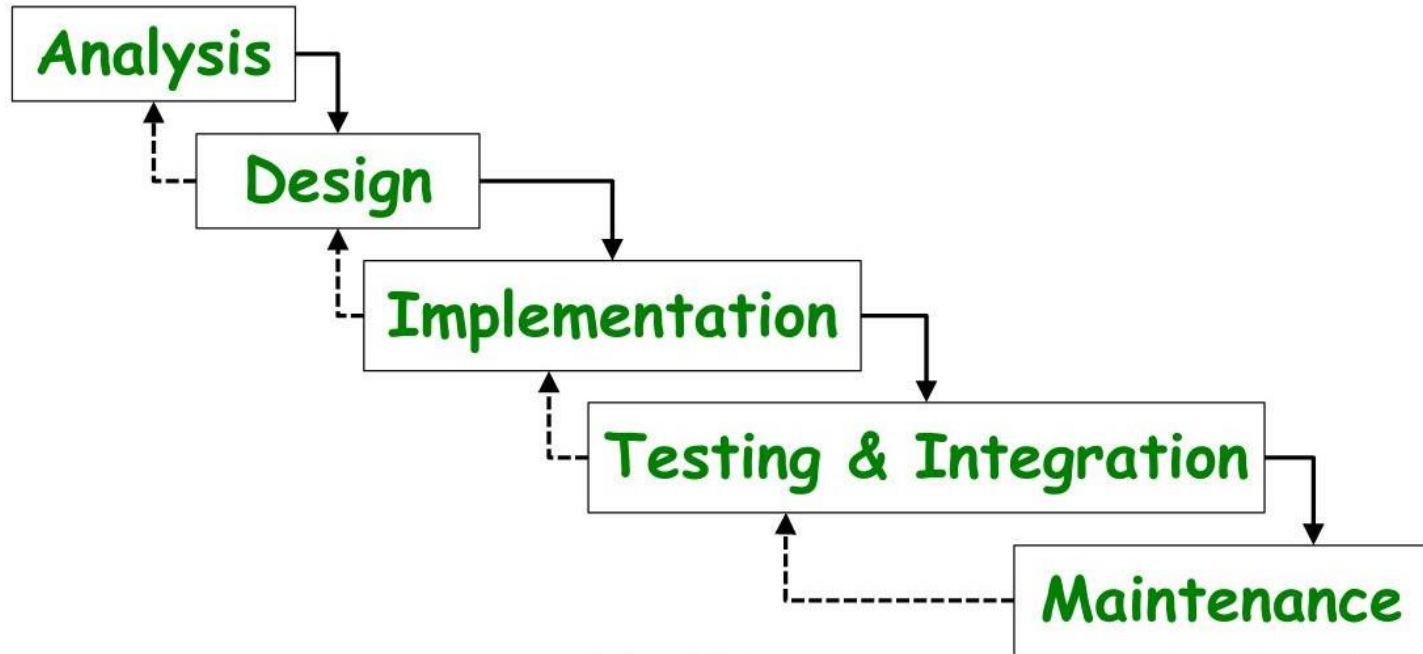 Analysis
Design
Implementation
Testing & Integration
Maintenance